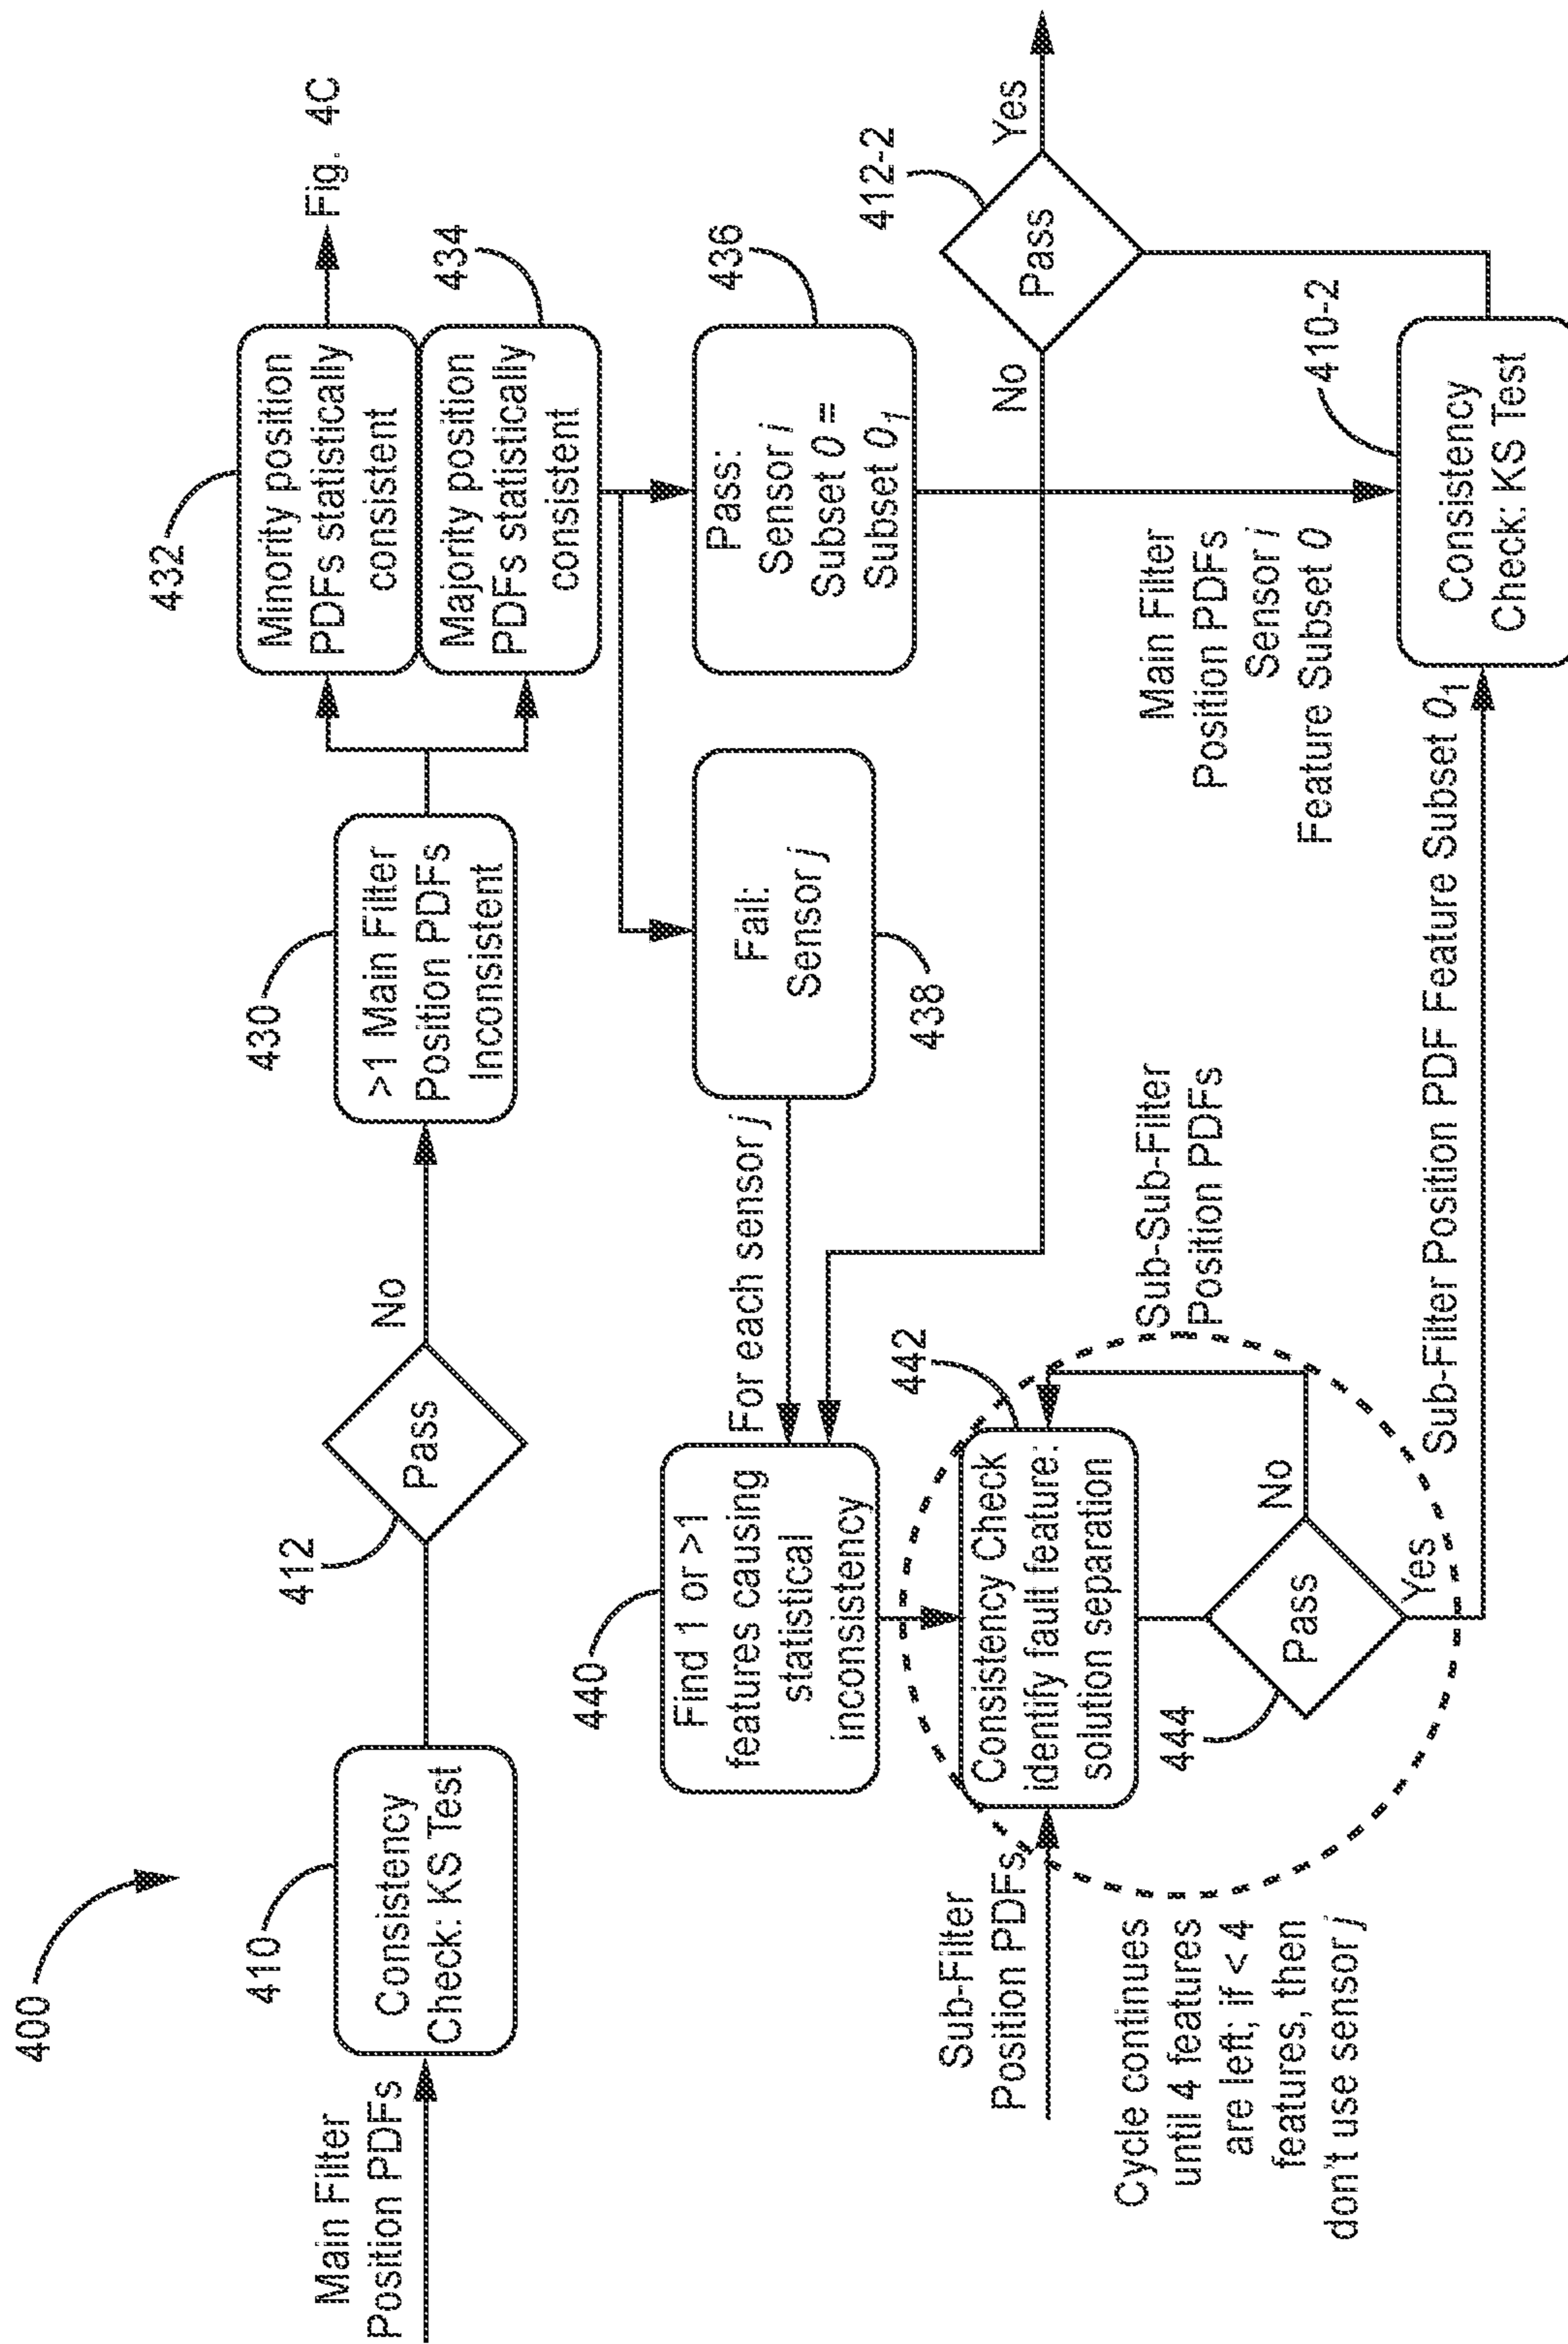 400
Main Filter
Position PDFs
410
Consistency
Check: KS Test
412
Pass
No
430
>1 Main Filter
Position PDFs
Inconsistent
432
Minority position
PDFs statistically
consistent
Fig. 4C
Majority position
PDFs statistically
consistent
434
Pass:
Sensor i
Subset 0 =
Subset 0₁
436
Fail:
Sensor j
438
For each sensor j
440
Find 1 or >1
features causing
statistical
inconsistency
Sub-Filter
Position PDFs
442
Consistency Check
identify fault feature:
solution separation
Sub-Sub-Filter
Position PDFs
444
Pass
No
Yes
Cycle continues
until 4 features
are left; if < 4
features, then
don't use sensor j
Sub-Filter Position PDF Feature Subset 0₁
Main Filter
Position PDFs
Sensor i
Feature Subset 0
410-2
Consistency
Check: KS Test
412-2
Pass
No
Yes